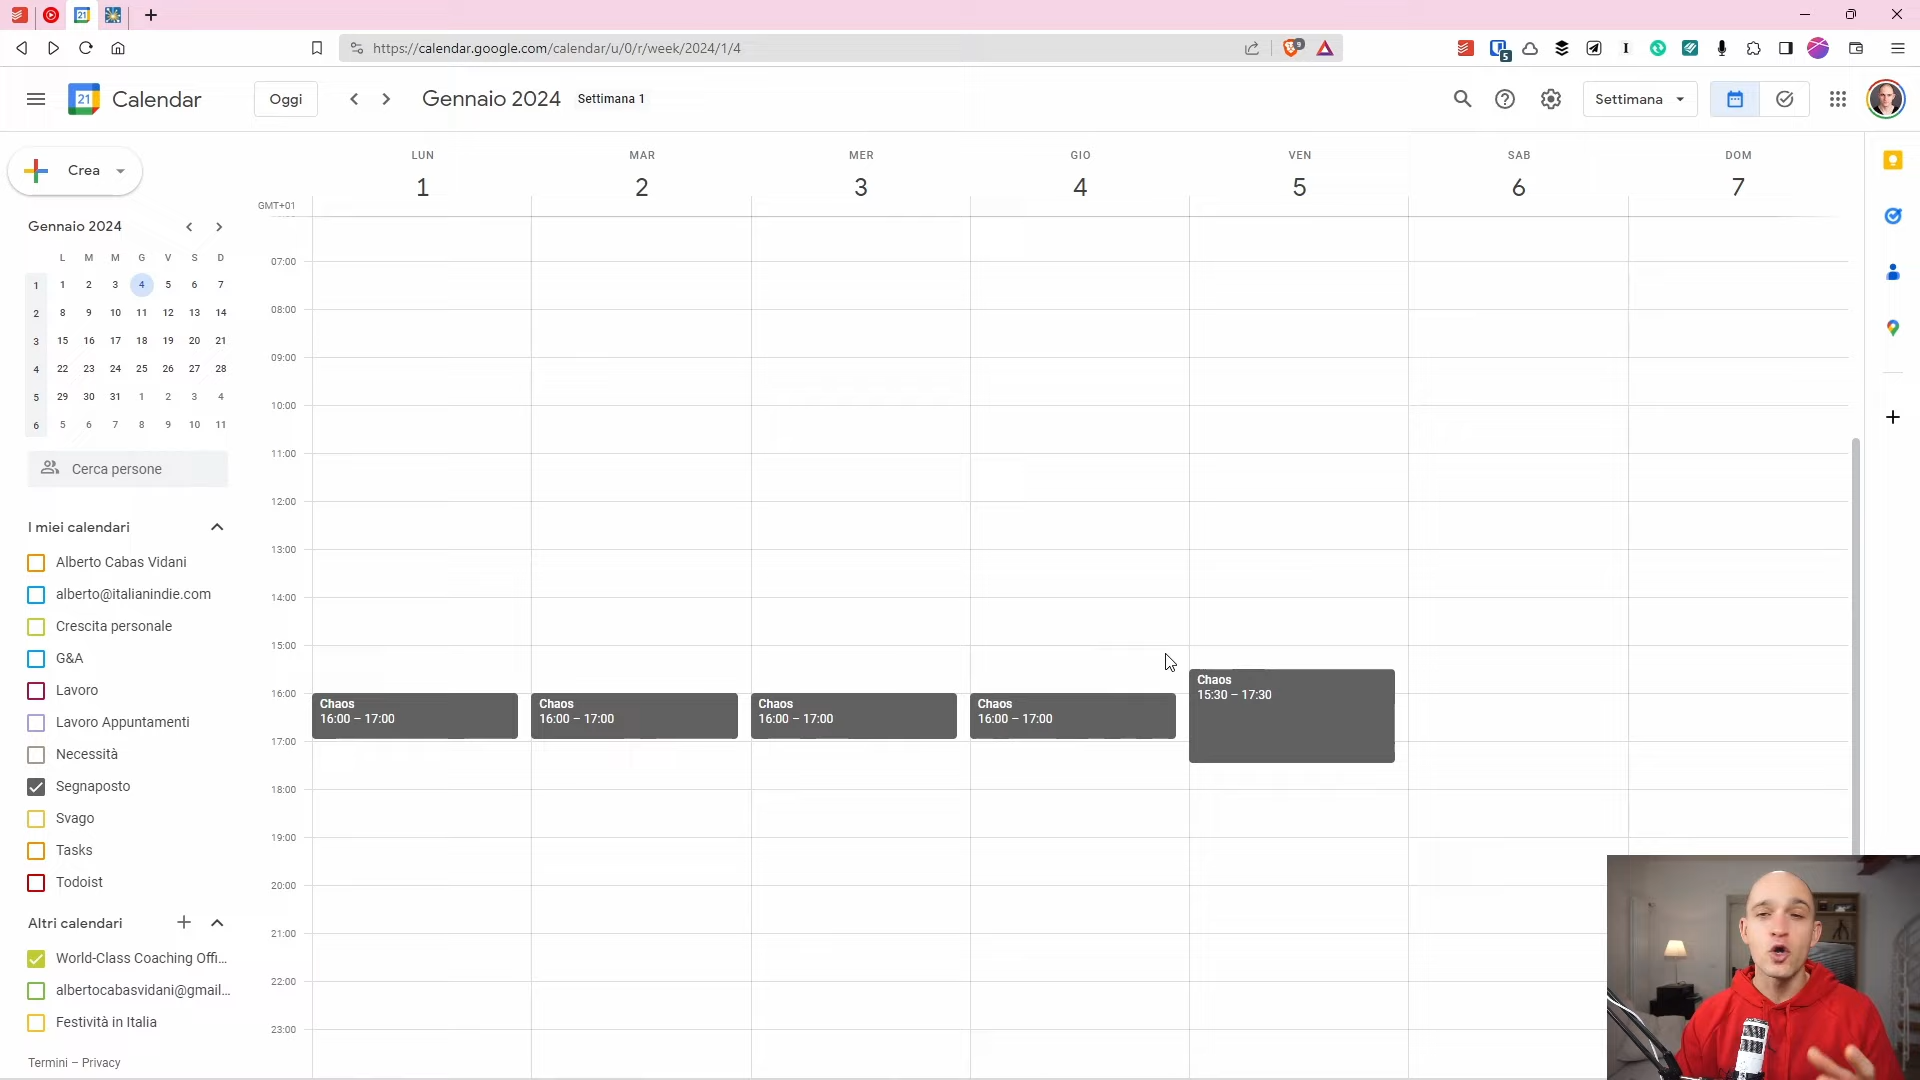 21
https://calendar.google.com/calendar/u/0/r/week/2024/1/4
9
5
21 Calendar
Oggi
Gennaio 2024 Settimana 1
Settimana
Crea
LUN MAR MER GIO VEN SAB DOM
1 2 3 4 5 6 7
GMT+01
Gennaio 2024
L M M G V S D
1 1 2 3 4 5 6 7
2 8 9 10 11 12 13 14
3 15 16 17 18 19 20 21
4 22 23 24 25 26 27 28
5 29 30 31 1 2 3 4
6 5 6 7 8 9 10 11
Cerca persone
I miei calendari
Alberto Cabas Vidani
alberto@italianindie.com
Crescita personale
G&A
Lavoro
Lavoro Appuntamenti
Necessità
Segnaposto
Svago
Tasks
Todoist
Altri calendari
World-Class Coaching Offi...
albertocabasvidani@gmail...
Festività in Italia
Termini – Privacy
07:00
08:00
09:00
10:00
11:00
12:00
13:00
14:00
15:00
16:00
17:00
18:00
19:00
20:00
21:00
22:00
23:00
Chaos
16:00 – 17:00
Chaos
16:00 – 17:00
Chaos
16:00 – 17:00
Chaos
16:00 – 17:00
Chaos
15:30 – 17:30